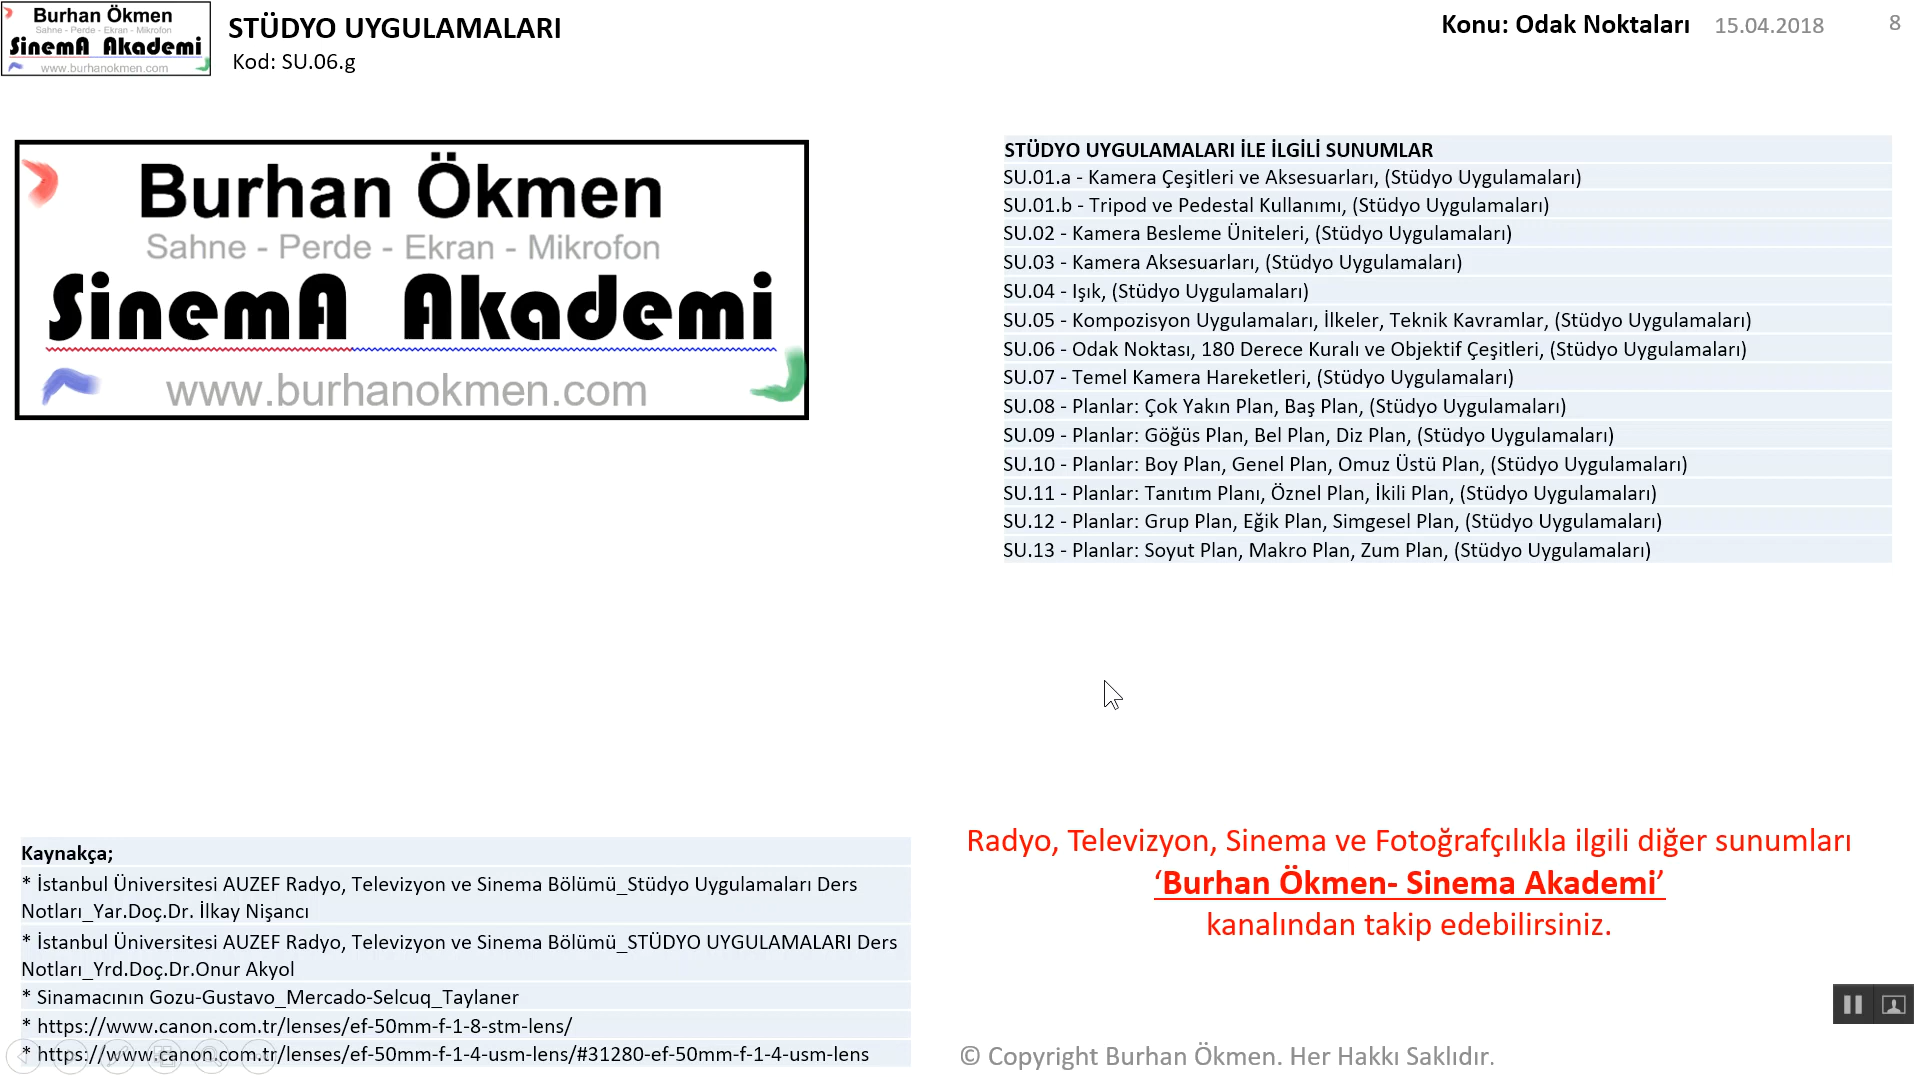 Burhan Ökmen
Sahne - Perde - Ekran - Mikrofon
SinemA Akademi
www.burhanokmen.com
STÜDYO UYGULAMALARI
Kod: SU.06.g
Konu: Odak Noktaları
15.04.2018
8
Burhan Ökmen
Sahne - Perde - Ekran - Mikrofon
SinemA Akademi
www.burhanokmen.com
STÜDYO UYGULAMALARI İLE İLGİLİ SUNUMLAR
SU.01.a - Kamera Çeşitleri ve Aksesuarları, (Stüdyo Uygulamaları)
SU.01.b - Tripod ve Pedestal Kullanımı, (Stüdyo Uygulamaları)
SU.02 - Kamera Besleme Üniteleri, (Stüdyo Uygulamaları)
SU.03 - Kamera Aksesuarları, (Stüdyo Uygulamaları)
SU.04 - Işık, (Stüdyo Uygulamaları)
SU.05 - Kompozisyon Uygulamaları, İlkeler, Teknik Kavramlar, (Stüdyo Uygulamaları)
SU.06 - Odak Noktası, 180 Derece Kuralı ve Objektif Çeşitleri, (Stüdyo Uygulamaları)
SU.07 - Temel Kamera Hareketleri, (Stüdyo Uygulamaları)
SU.08 - Planlar: Çok Yakın Plan, Baş Plan, (Stüdyo Uygulamaları)
SU.09 - Planlar: Göğüs Plan, Bel Plan, Diz Plan, (Stüdyo Uygulamaları)
SU.10 - Planlar: Boy Plan, Genel Plan, Omuz Üstü Plan, (Stüdyo Uygulamaları)
SU.11 - Planlar: Tanıtım Planı, Öznel Plan, İkili Plan, (Stüdyo Uygulamaları)
SU.12 - Planlar: Grup Plan, Eğik Plan, Simgesel Plan, (Stüdyo Uygulamaları)
SU.13 - Planlar: Soyut Plan, Makro Plan, Zum Plan, (Stüdyo Uygulamaları)
Kaynakça;
* İstanbul Üniversitesi AUZEF Radyo, Televizyon ve Sinema Bölümü_Stüdyo Uygulamaları Ders
Notları_Yar.Doç.Dr. İlkay Nişancı
* İstanbul Üniversitesi AUZEF Radyo, Televizyon ve Sinema Bölümü_STÜDYO UYGULAMALARI Ders
Notları_Yrd.Doç.Dr.Onur Akyol
* Sinamacının Gozu-Gustavo_Mercado-Selcuq_Taylaner
* https://www.canon.com.tr/lenses/ef-50mm-f-1-8-stm-lens/
* https://www.canon.com.tr/lenses/ef-50mm-f-1-4-usm-lens/#31280-ef-50mm-f-1-4-usm-lens
Radyo, Televizyon, Sinema ve Fotoğrafçılıkla ilgili diğer sunumları
‘Burhan Ökmen- Sinema Akademi’
kanalından takip edebilirsiniz.
© Copyright Burhan Ökmen. Her Hakkı Saklıdır.